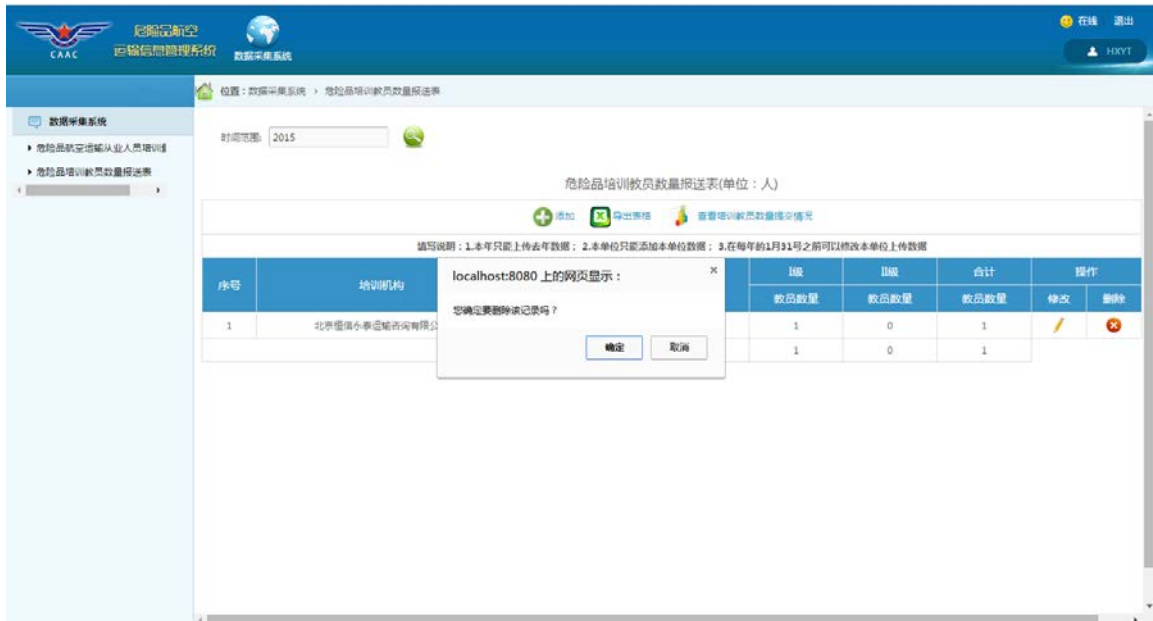 危险品航空
运输信息管理系统
CAAC
数据采集系统
在线 退出
HXYT
位置：数据采集系统 › 危险品培训教员数量报送表
数据采集系统
危险品航空运输从业人员培训
危险品培训教员数量报送表
时间范围: 2015
危险品培训教员数量报送表(单位：人)
添加 导出表格 查看培训教员数量提交情况
填写说明：1.本年只能上传去年数据； 2.本单位只能添加本单位数据； 3.在每年的1月31号之前可以修改本单位上传数据
序号 培训机构 I级 II级 合计 操作
教员数量 教员数量 教员数量 修改 删除
1 北京恒信永泰运输咨询有限公 1 0 1
1 0 1
localhost:8080 上的网页显示：
×
您确定要删除该记录吗？
确定 取消